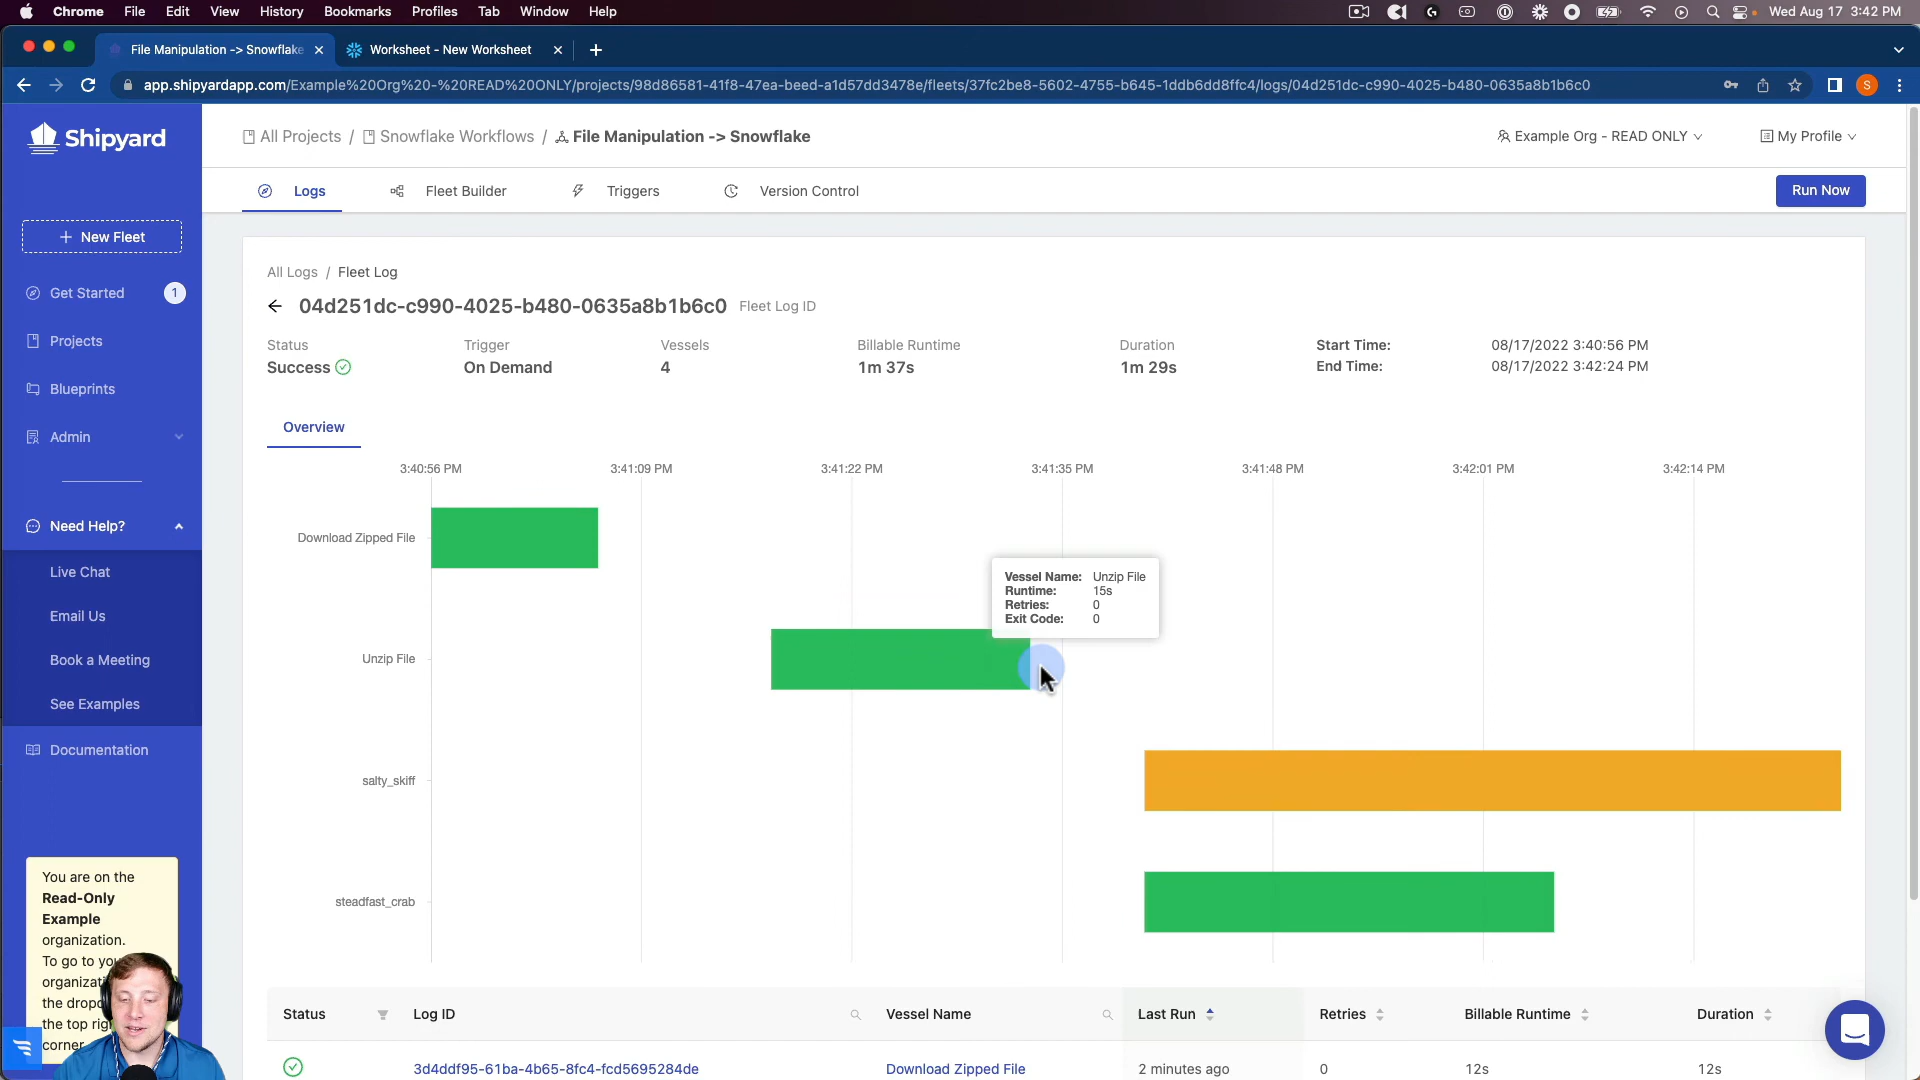 Chrome File Edit View History Bookmarks Profiles Tab Window Help
Wed Aug 17 3:42 PM
File Manipulation -> Snowflake
Worksheet - New Worksheet
app.shipyardapp.com/Example%20Org%20-%20READ%20ONLY/projects/98d86581-41f8-47ea-beed-a1d57dd3478e/fleets/37fc2be8-5602-4755-b645-1ddb6dd8ffc4/logs/04d251dc-c990-4025-b480-0635a8b1b6c0
S
Shipyard
All Projects / Snowflake Workflows / File Manipulation -> Snowflake
Example Org - READ ONLY
My Profile
Logs
Fleet Builder
Triggers
Version Control
Run Now
+ New Fleet
Get Started 1
Projects
Blueprints
Admin
Need Help?
Live Chat
Email Us
Book a Meeting
See Examples
Documentation
You are on the
Read-Only
Example
organization.
To go to
the top
corner
All Logs / Fleet Log
04d251dc-c990-4025-b480-0635a8b1b6c0 Fleet Log ID
Status
Success
Trigger
On Demand
Vessels
4
Billable Runtime
1m 37s
Duration
1m 29s
Start Time: 08/17/2022 3:40:56 PM
End Time: 08/17/2022 3:42:24 PM
Overview
3:40:56 PM 3:41:09 PM 3:41:22 PM 3:41:35 PM 3:41:48 PM 3:42:01 PM 3:42:14 PM
Download Zipped File
Vessel Name: Unzip File
Runtime: 15s
Retries: 0
Exit Code: 0
Unzip File
salty_skiff
steadfast_crab
Status Log ID Vessel Name Last Run Retries Billable Runtime Duration
3d4ddf95-61ba-4b65-8fc4-fcd5695284de Download Zipped File 2 minutes ago 0 12s 12s